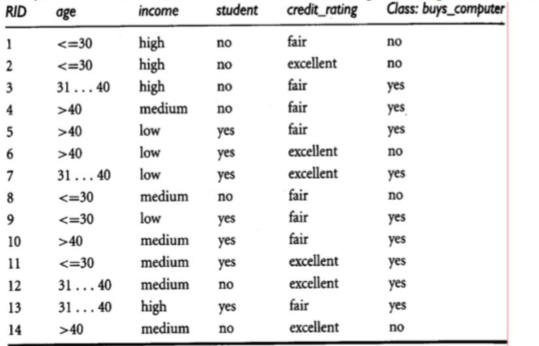 RID age income student credit_rating Class: buys_computer
1 <=30 high no fair no
2 <=30 high no excellent no
3 31 . . . 40 high no fair yes
4 >40 medium no fair yes
5 >40 low yes fair yes
6 >40 low yes excellent no
7 31 . . . 40 low yes excellent yes
8 <=30 medium no fair no
9 <=30 low yes fair yes
10 >40 medium yes fair yes
11 <=30 medium yes excellent yes
12 31 . . . 40 medium no excellent yes
13 31 . . . 40 high yes fair yes
14 >40 medium no excellent no